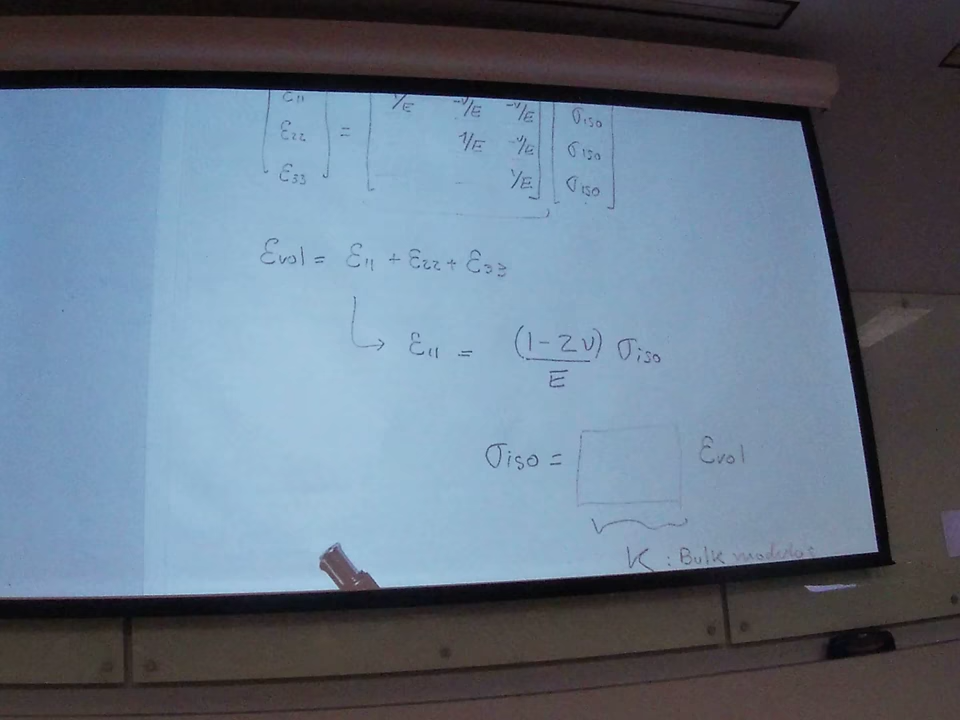 ε11 1/E -ν/E -ν/E σiso
ε22 = 1/E -ν/E σiso
ε33 1/E σiso
εvol = ε11 + ε22 + ε33
ε11 = (1-2ν)/E σiso
σiso = εvol
K : Bulk modulus